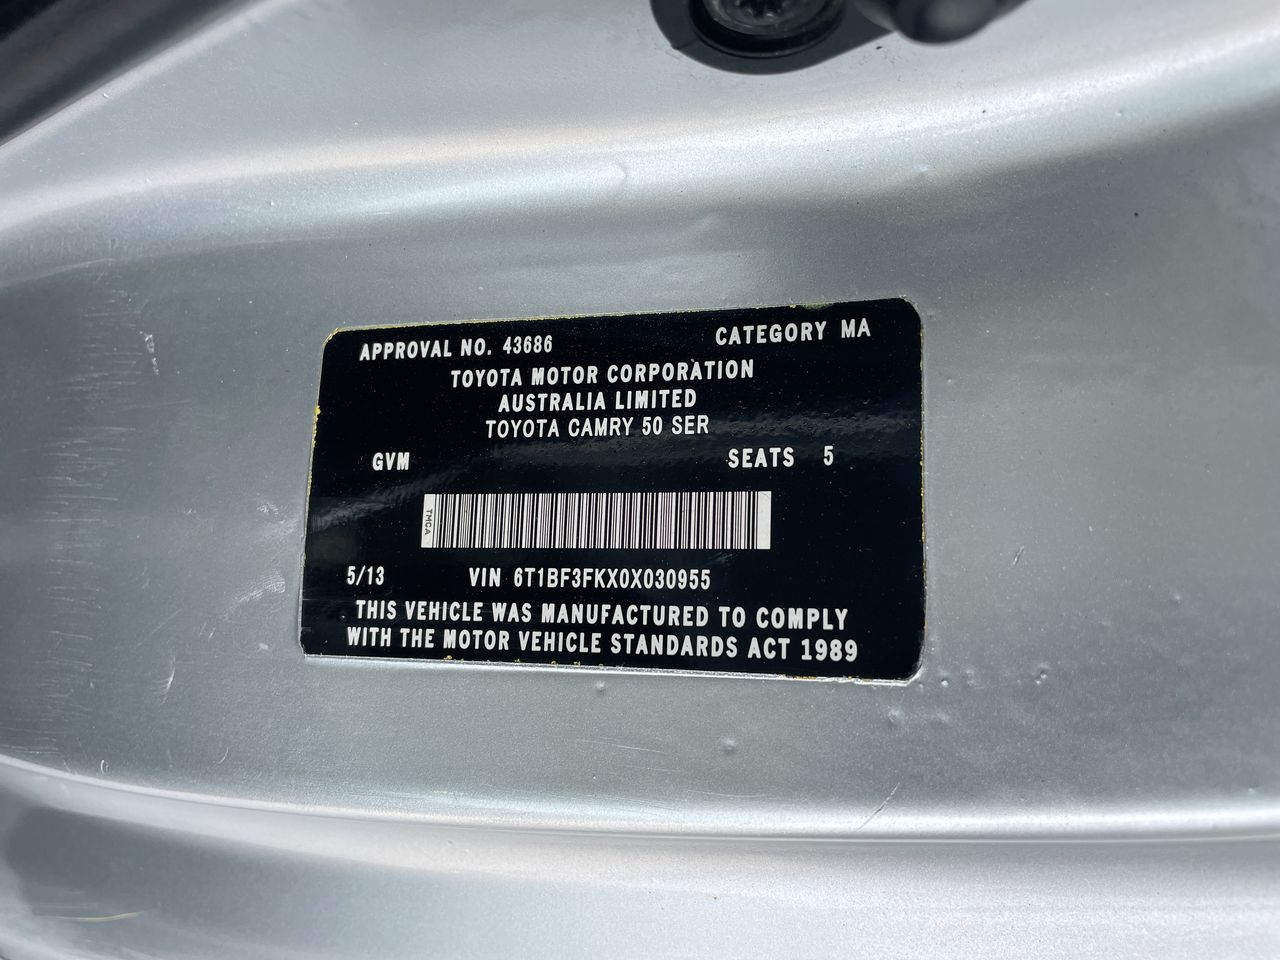 APPROVAL NO. 43686 CATEGORY MA
TOYOTA MOTOR CORPORATION
AUSTRALIA LIMITED
TOYOTA CAMRY 50 SER
GVM SEATS 5
TMCA
5/13 VIN 6T1BF3FKX0X030955
THIS VEHICLE WAS MANUFACTURED TO COMPLY
WITH THE MOTOR VEHICLE STANDARDS ACT 1989